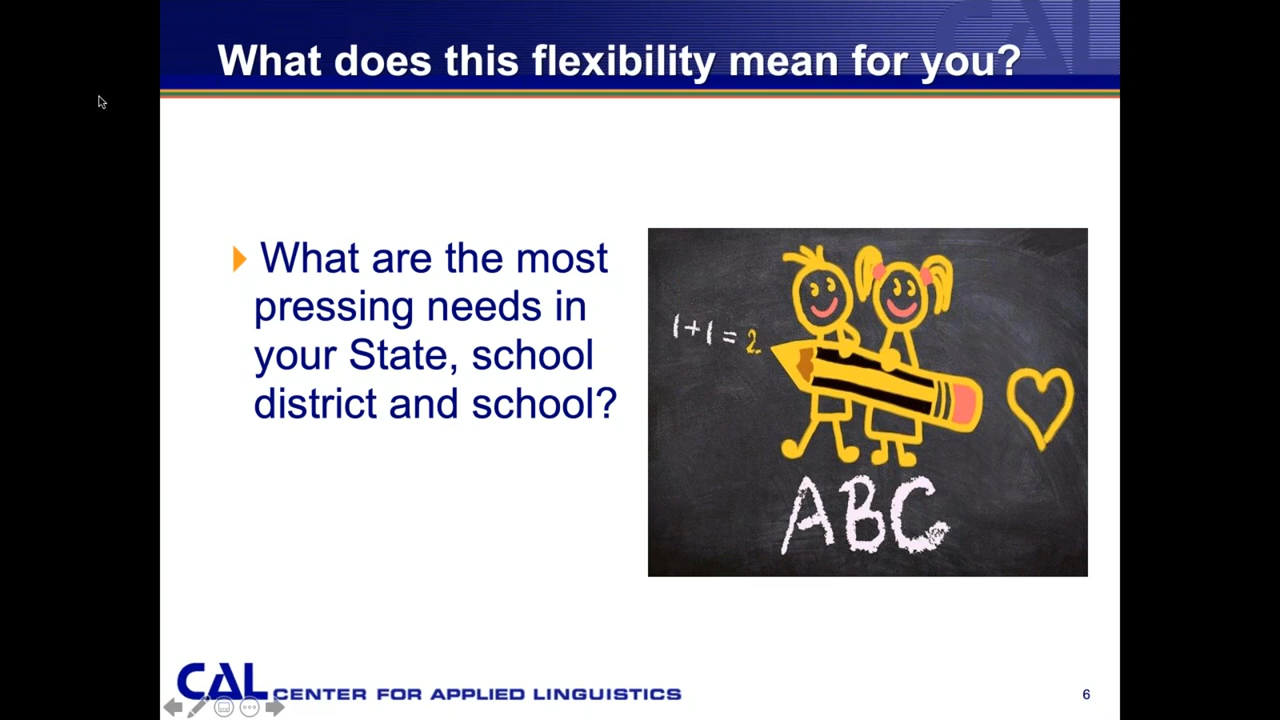 What does this flexibility mean for you?
What are the most
pressing needs in
your State, school
district and school?
1+1=2
ABC
CAL CENTER FOR APPLIED LINGUISTICS
6